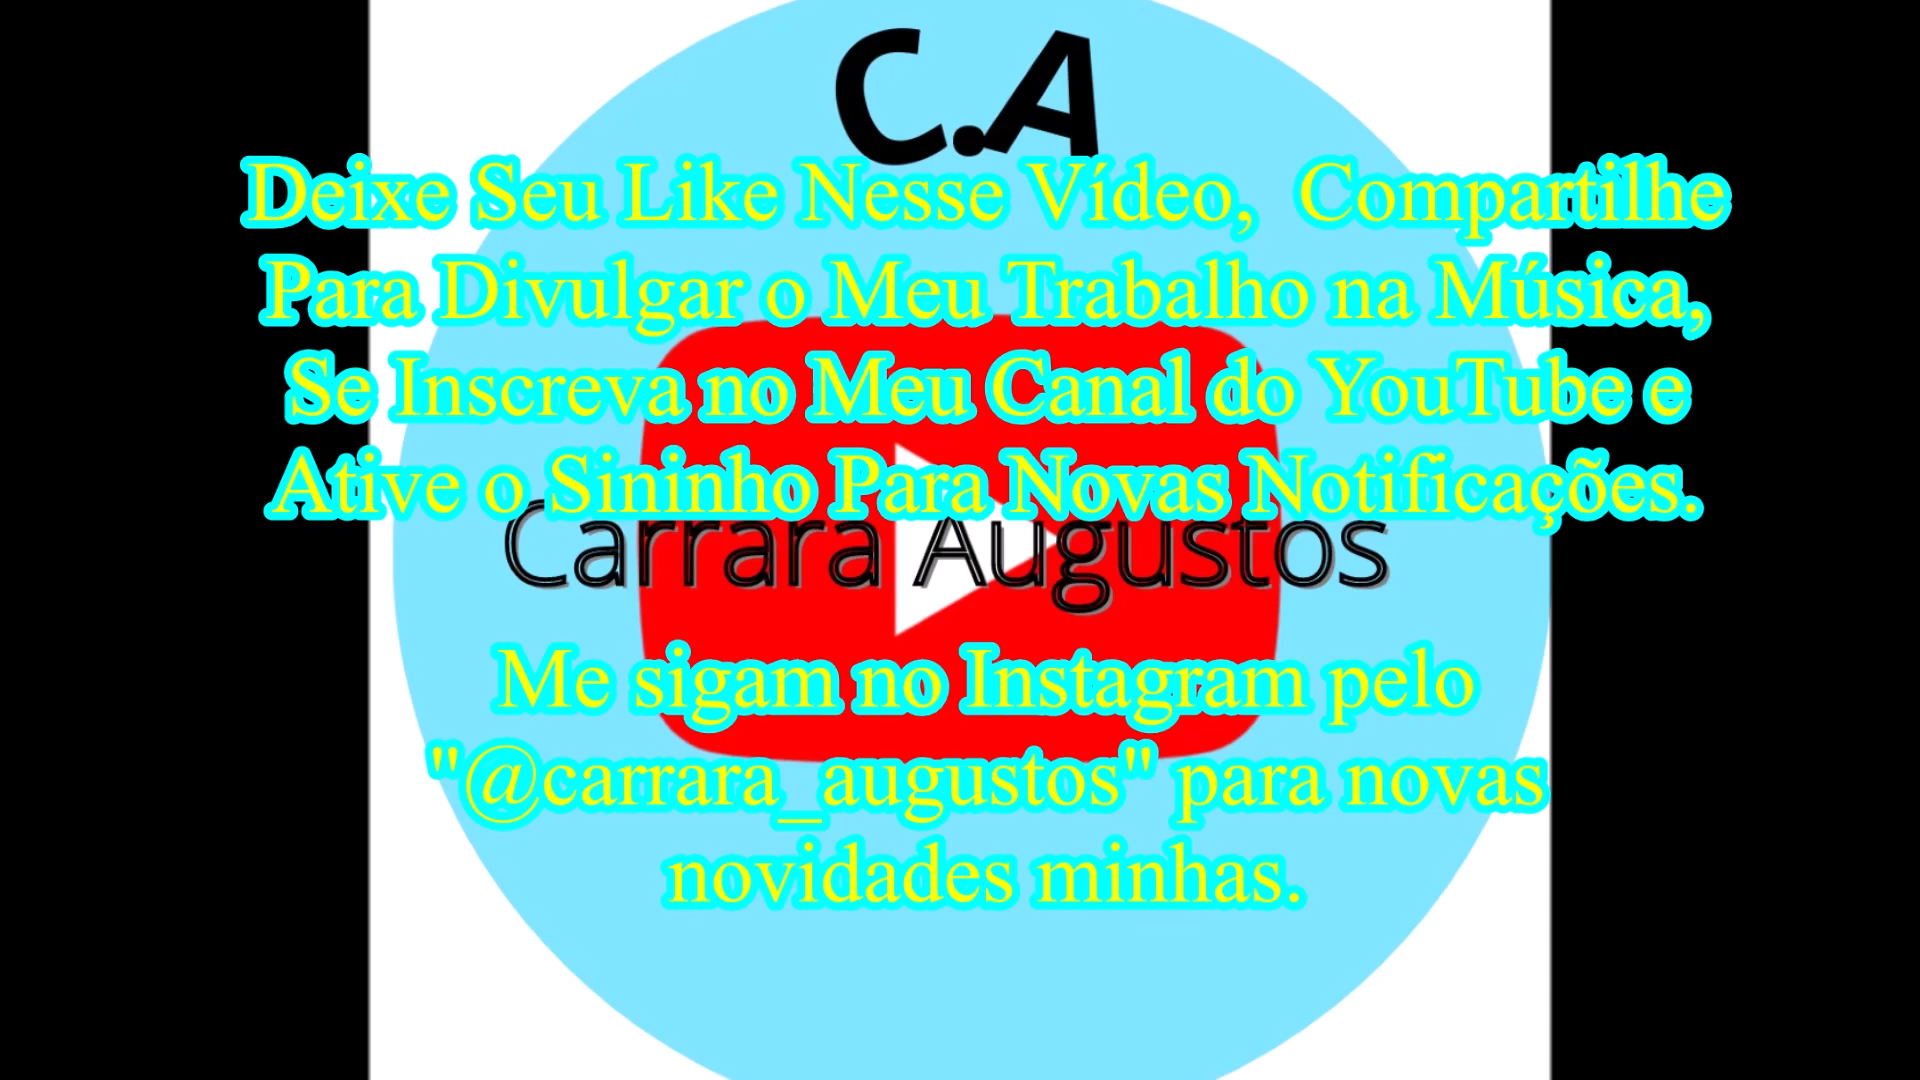 C.A
Deixe Seu Like Nesse Vídeo,  Compartilhe
Para Divulgar o Meu Trabalho na Música,
Se Inscreva no Meu Canal do YouTube e
Ative o Sininho Para Novas Notificações.
Carrara Augustos
Me sigam no Instagram pelo
"@carrara_augustos" para novas
novidades minhas.